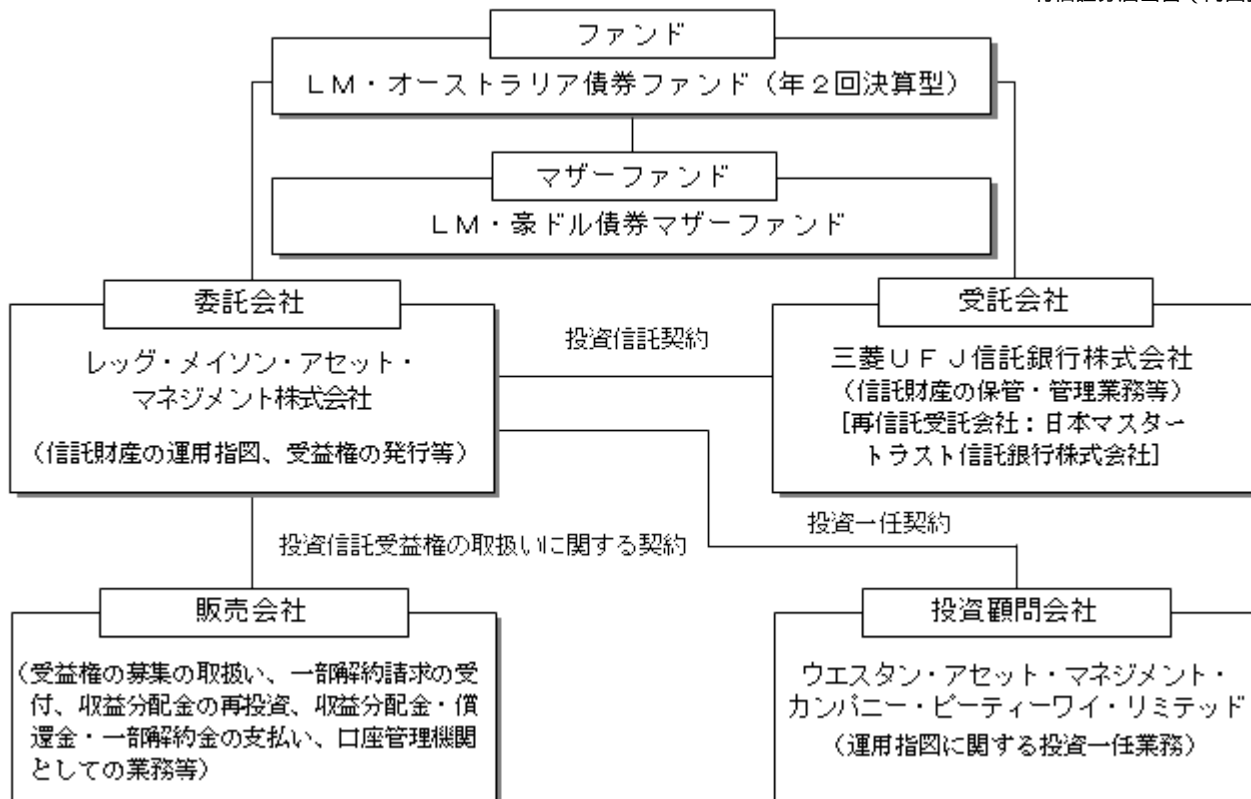 ファンド
LM・オーストラリア債券ファンド（年２回決算型）
マザーファンド
LM・豪ドル債券マザーファンド
委託会社
レッグ・メイソン・アセット・
マネジメント株式会社
（信託財産の運用指図、受益権の発行等）
投資信託契約
受託会社
三菱ＵＦＪ信託銀行株式会社
（信託財産の保管・管理業務等）
[再信託受託会社：日本マスター
トラスト信託銀行株式会社]
投資信託受益権の取扱いに関する契約
投資一任契約
販売会社
（受益権の募集の取扱い、一部解約請求の受
付、収益分配金の再投資、収益分配金・償
還金・一部解約金の支払い、口座管理機関
としての業務等）
投資顧問会社
ウエスタン・アセット・マネジメント・
カンパニー・ピーティーワイ・リミテッド
（運用指図に関する投資一任業務）